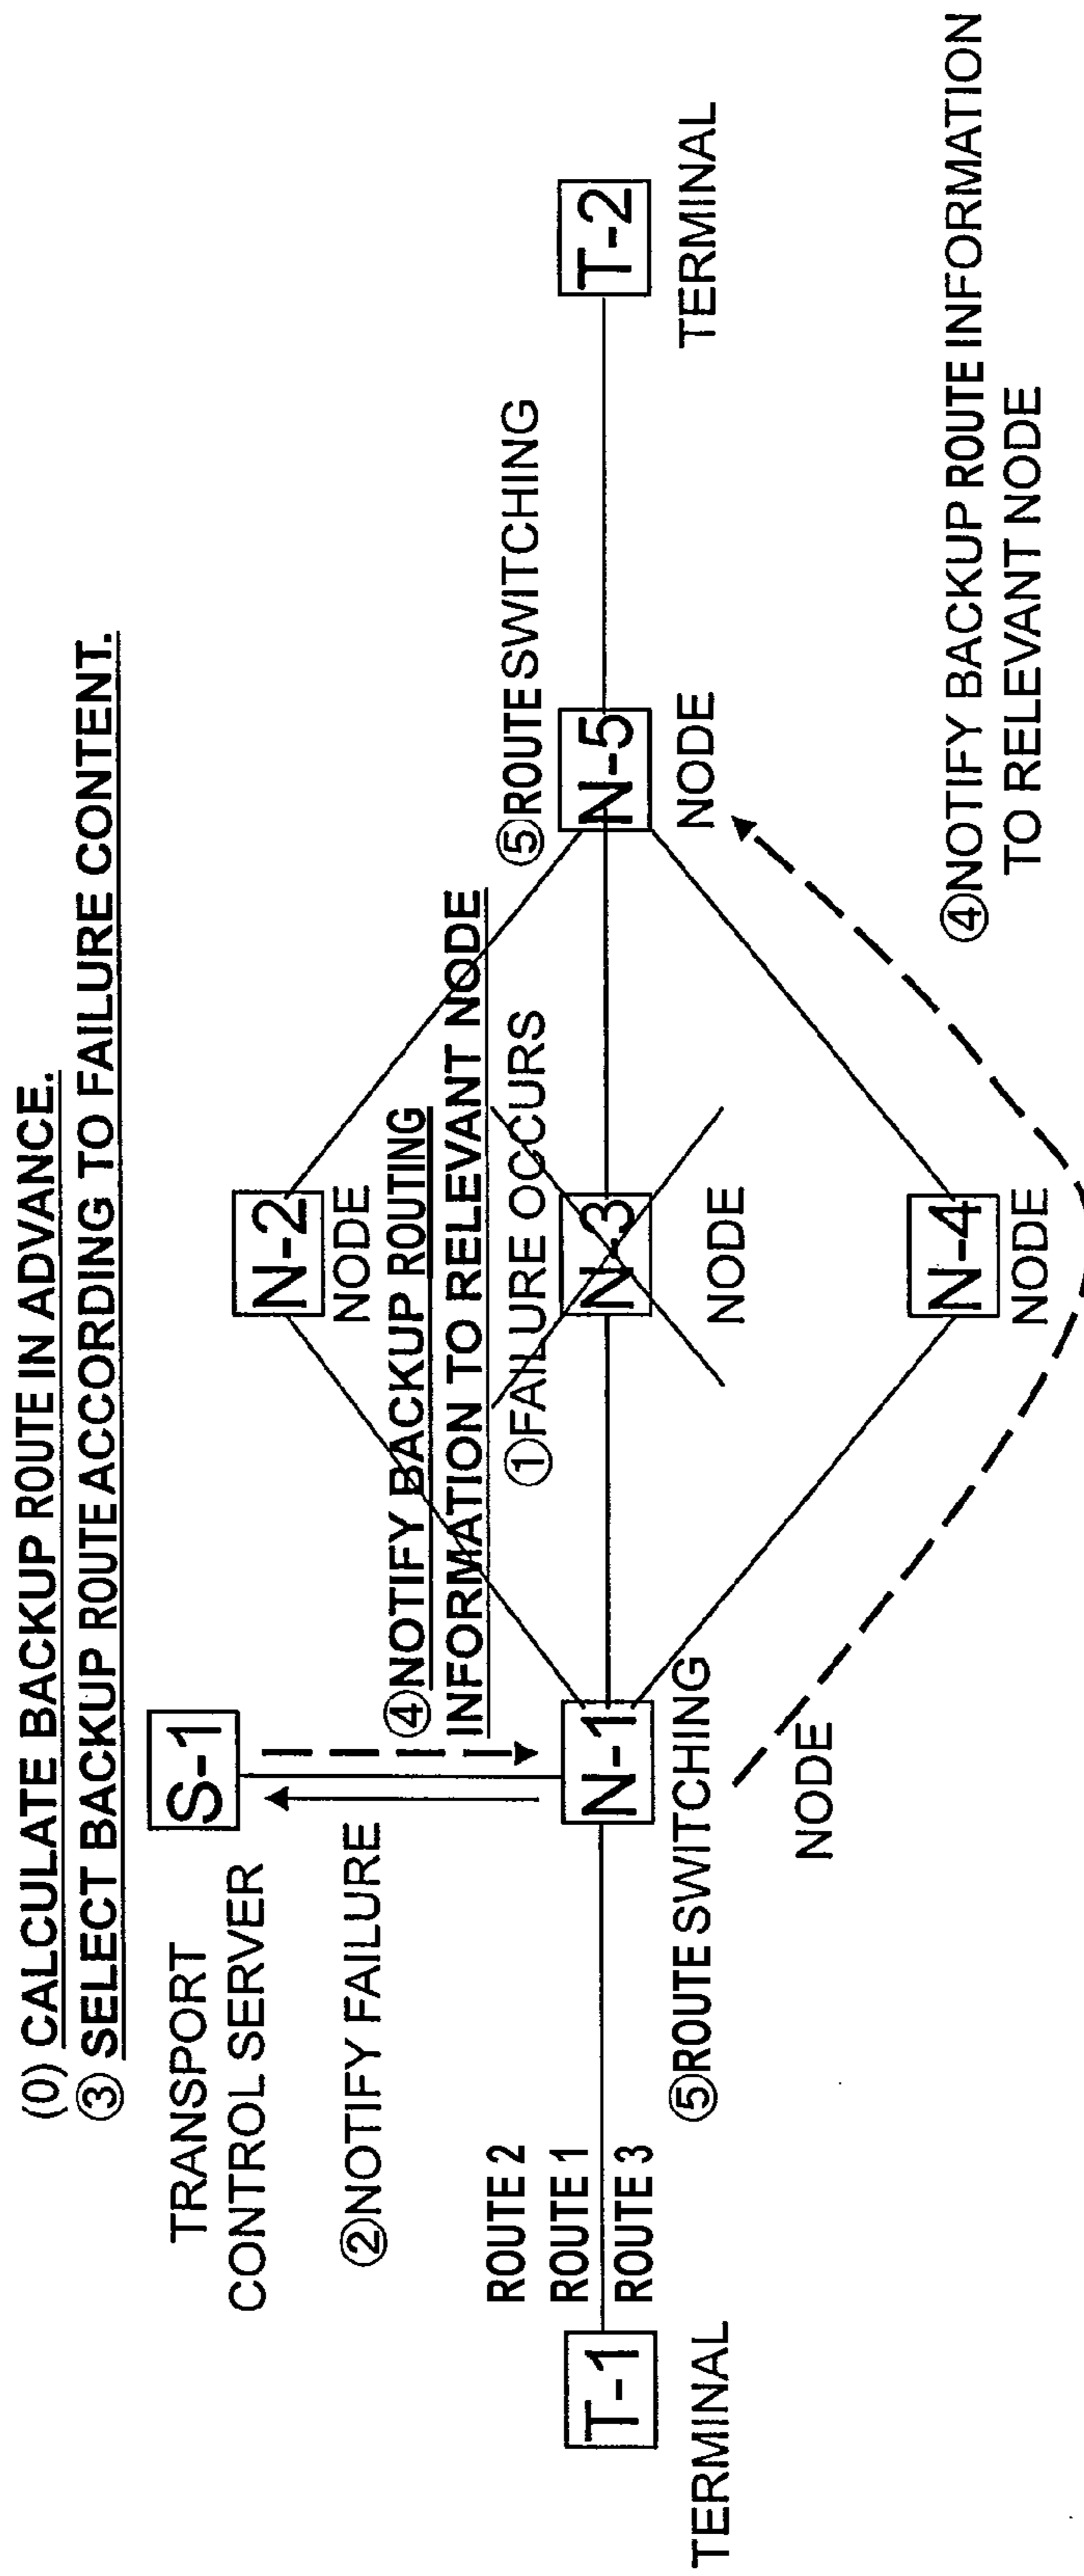 (0) CALCULATE BACKUP ROUTE IN ADVANCE.
③ SELECT BACKUP ROUTE ACCORDING TO FAILURE CONTENT.
TRANSPORT
CONTROL SERVER
S-1
②NOTIFY FAILURE
④NOTIFY BACKUP ROUTING
INFORMATION TO RELEVANT NODE
N-2
NODE
①FAILURE OCCURS
⑤ROUTE SWITCHING
ROUTE 2
ROUTE 1
ROUTE 3
T-1
TERMINAL
N-1
⑤ROUTE SWITCHING
NODE
N-3
NODE
N-5
NODE
T-2
TERMINAL
N-4
NODE
④NOTIFY BACKUP ROUTE INFORMATION
TO RELEVANT NODE